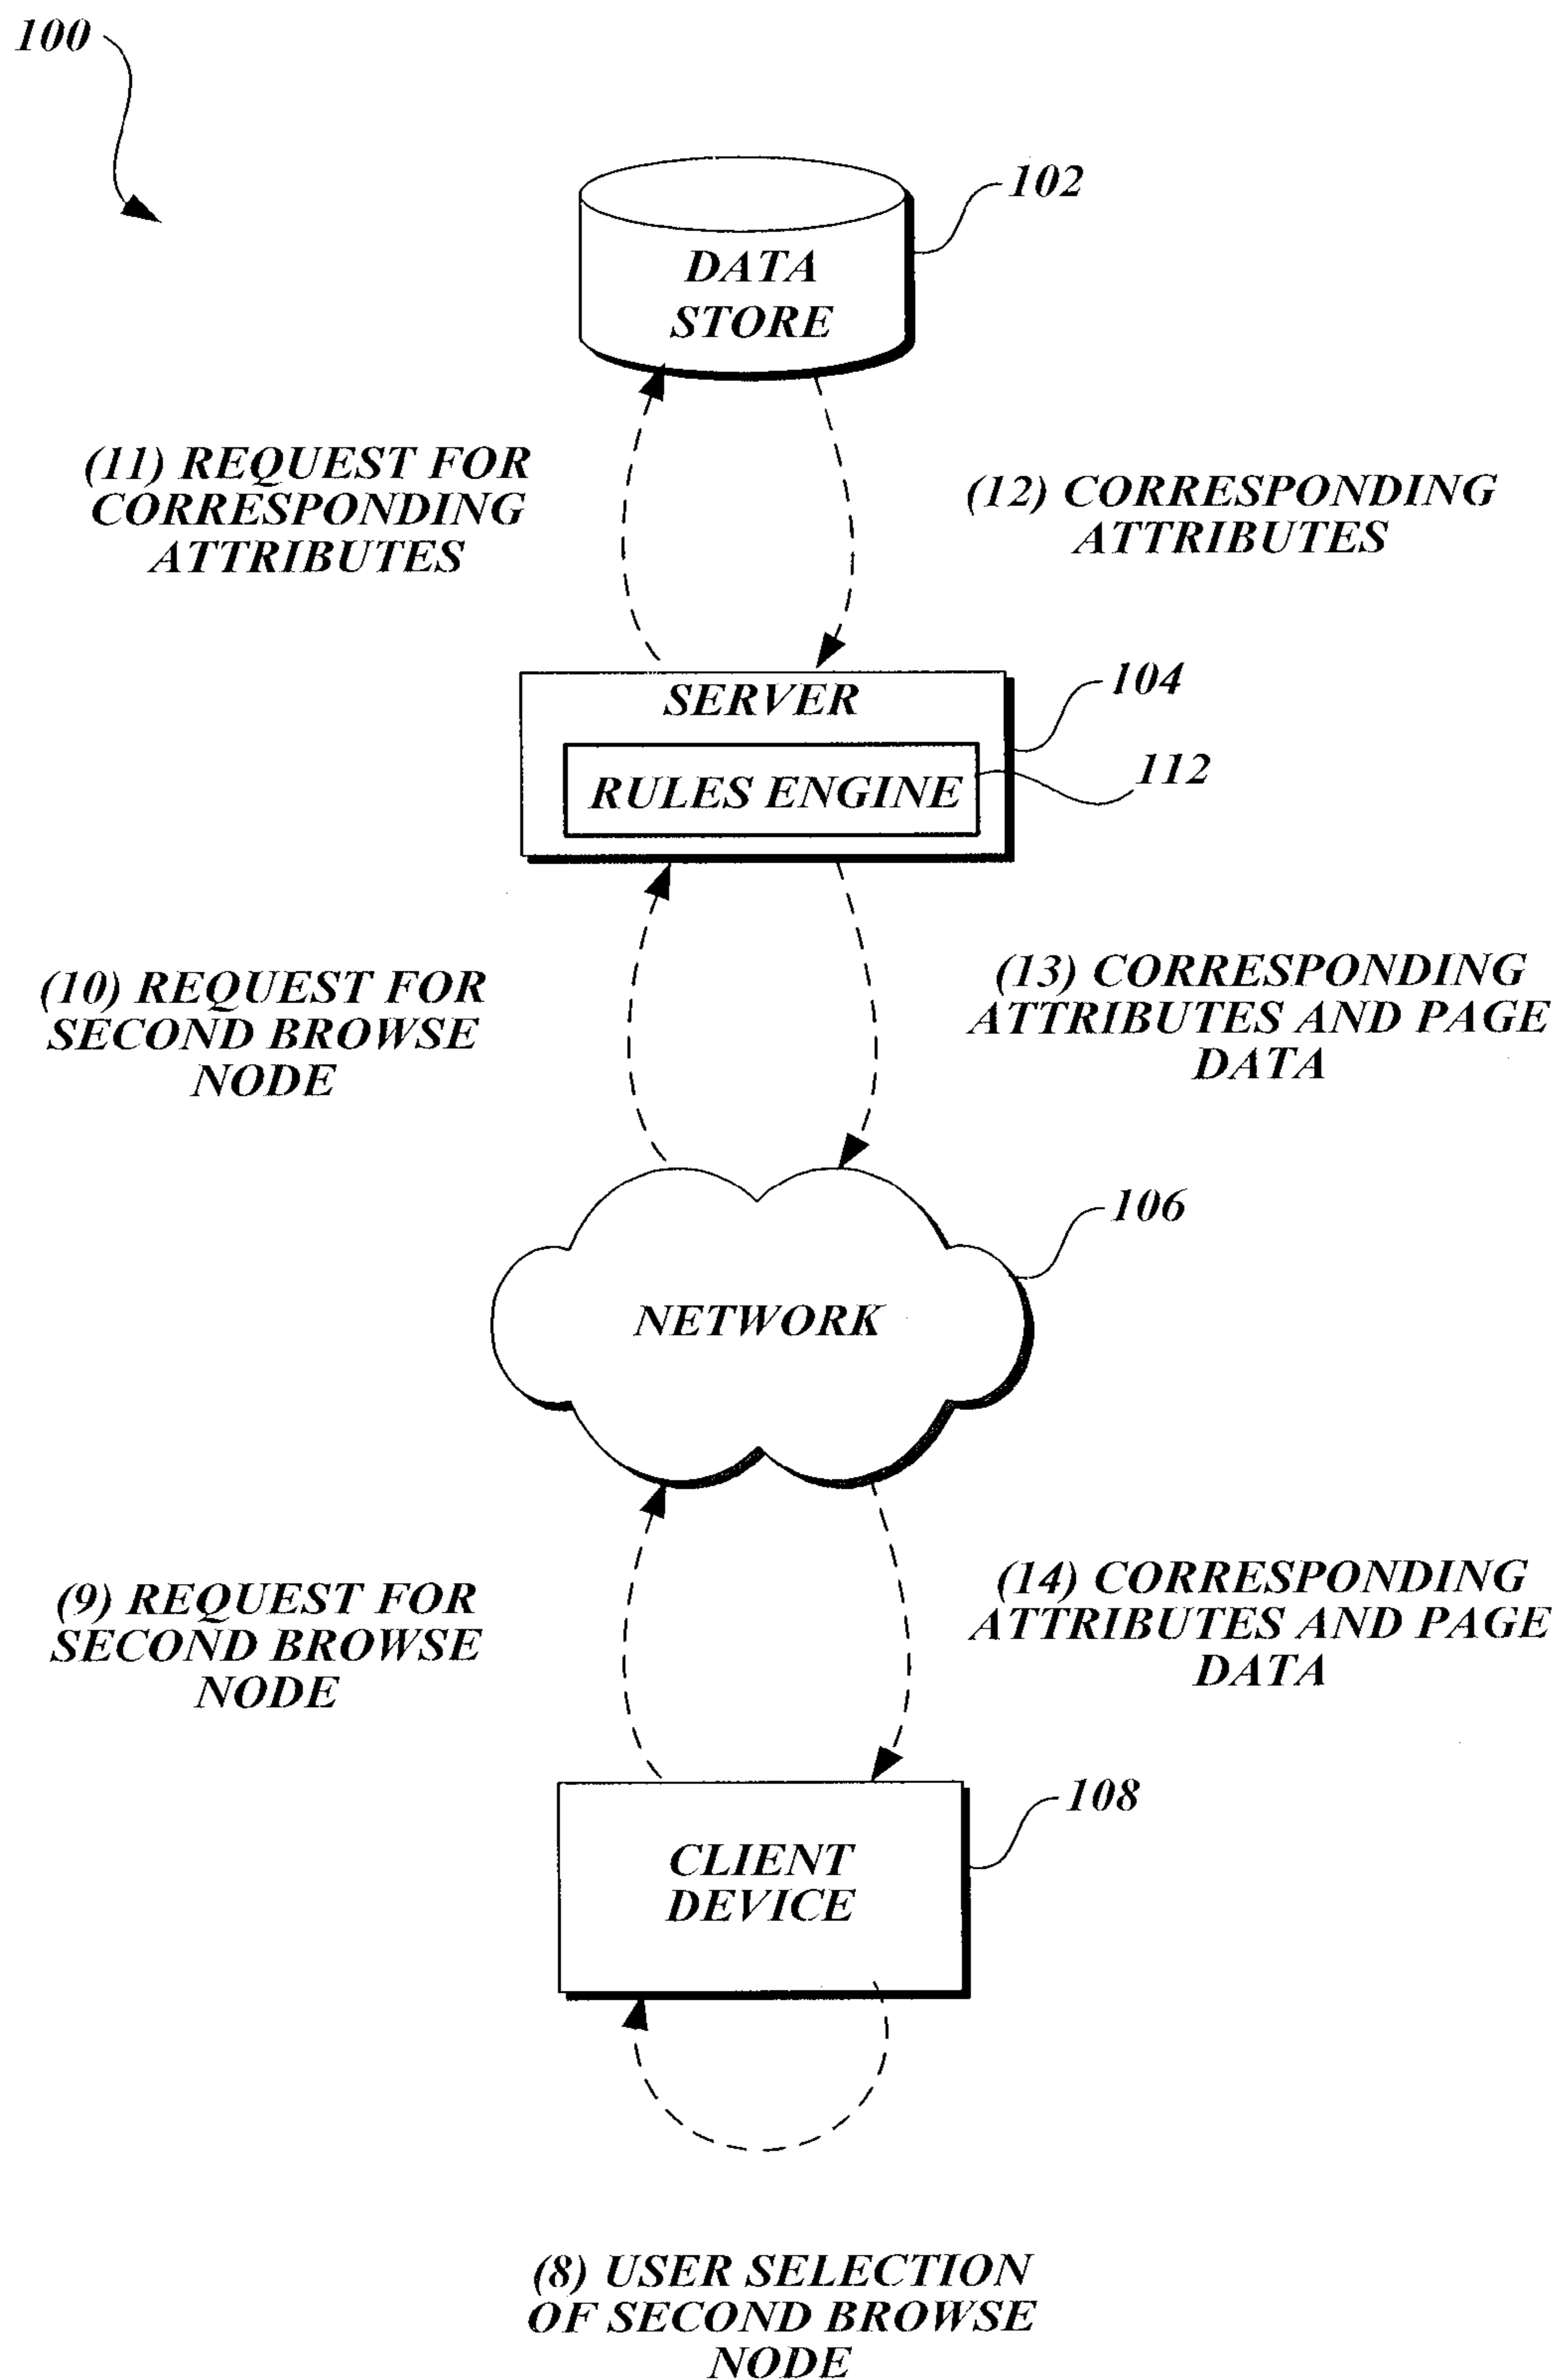 100
102
DATA
STORE
(11) REQUEST FOR
CORRESPONDING
ATTRIBUTES
(12) CORRESPONDING
ATTRIBUTES
104
SERVER
112
RULES ENGINE
(10) REQUEST FOR
SECOND BROWSE
NODE
(13) CORRESPONDING
ATTRIBUTES AND PAGE
DATA
106
NETWORK
(9) REQUEST FOR
SECOND BROWSE
NODE
(14) CORRESPONDING
ATTRIBUTES AND PAGE
DATA
108
CLIENT
DEVICE
(8) USER SELECTION
OF SECOND BROWSE
NODE